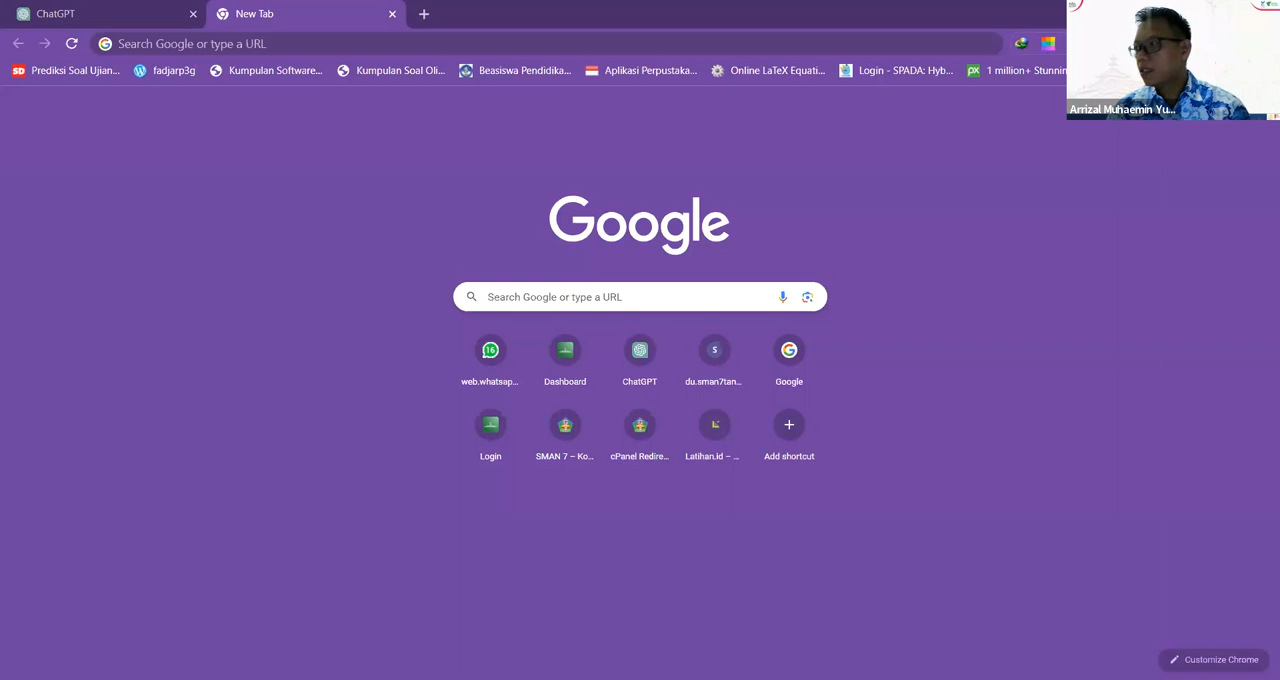 ChatGPT
New Tab
Search Google or type a URL
SD Prediksi Soal Ujian...
fadjarp3g
Kumpulan Software...
Kumpulan Soal Oli...
Beasiswa Pendidika...
Aplikasi Perpustaka...
Online LaTeX Equati...
Login - SPADA: Hyb...
px 1 million+ Stunnin
Arrizal Muhaemin Yu...
Google
Search Google or type a URL
16
S
web.whatsap...
Dashboard
ChatGPT
du.sman7tan...
Google
L
Login
SMAN 7 – Ko...
cPanel Redire...
Latihan.id – ...
Add shortcut
Customize Chrome